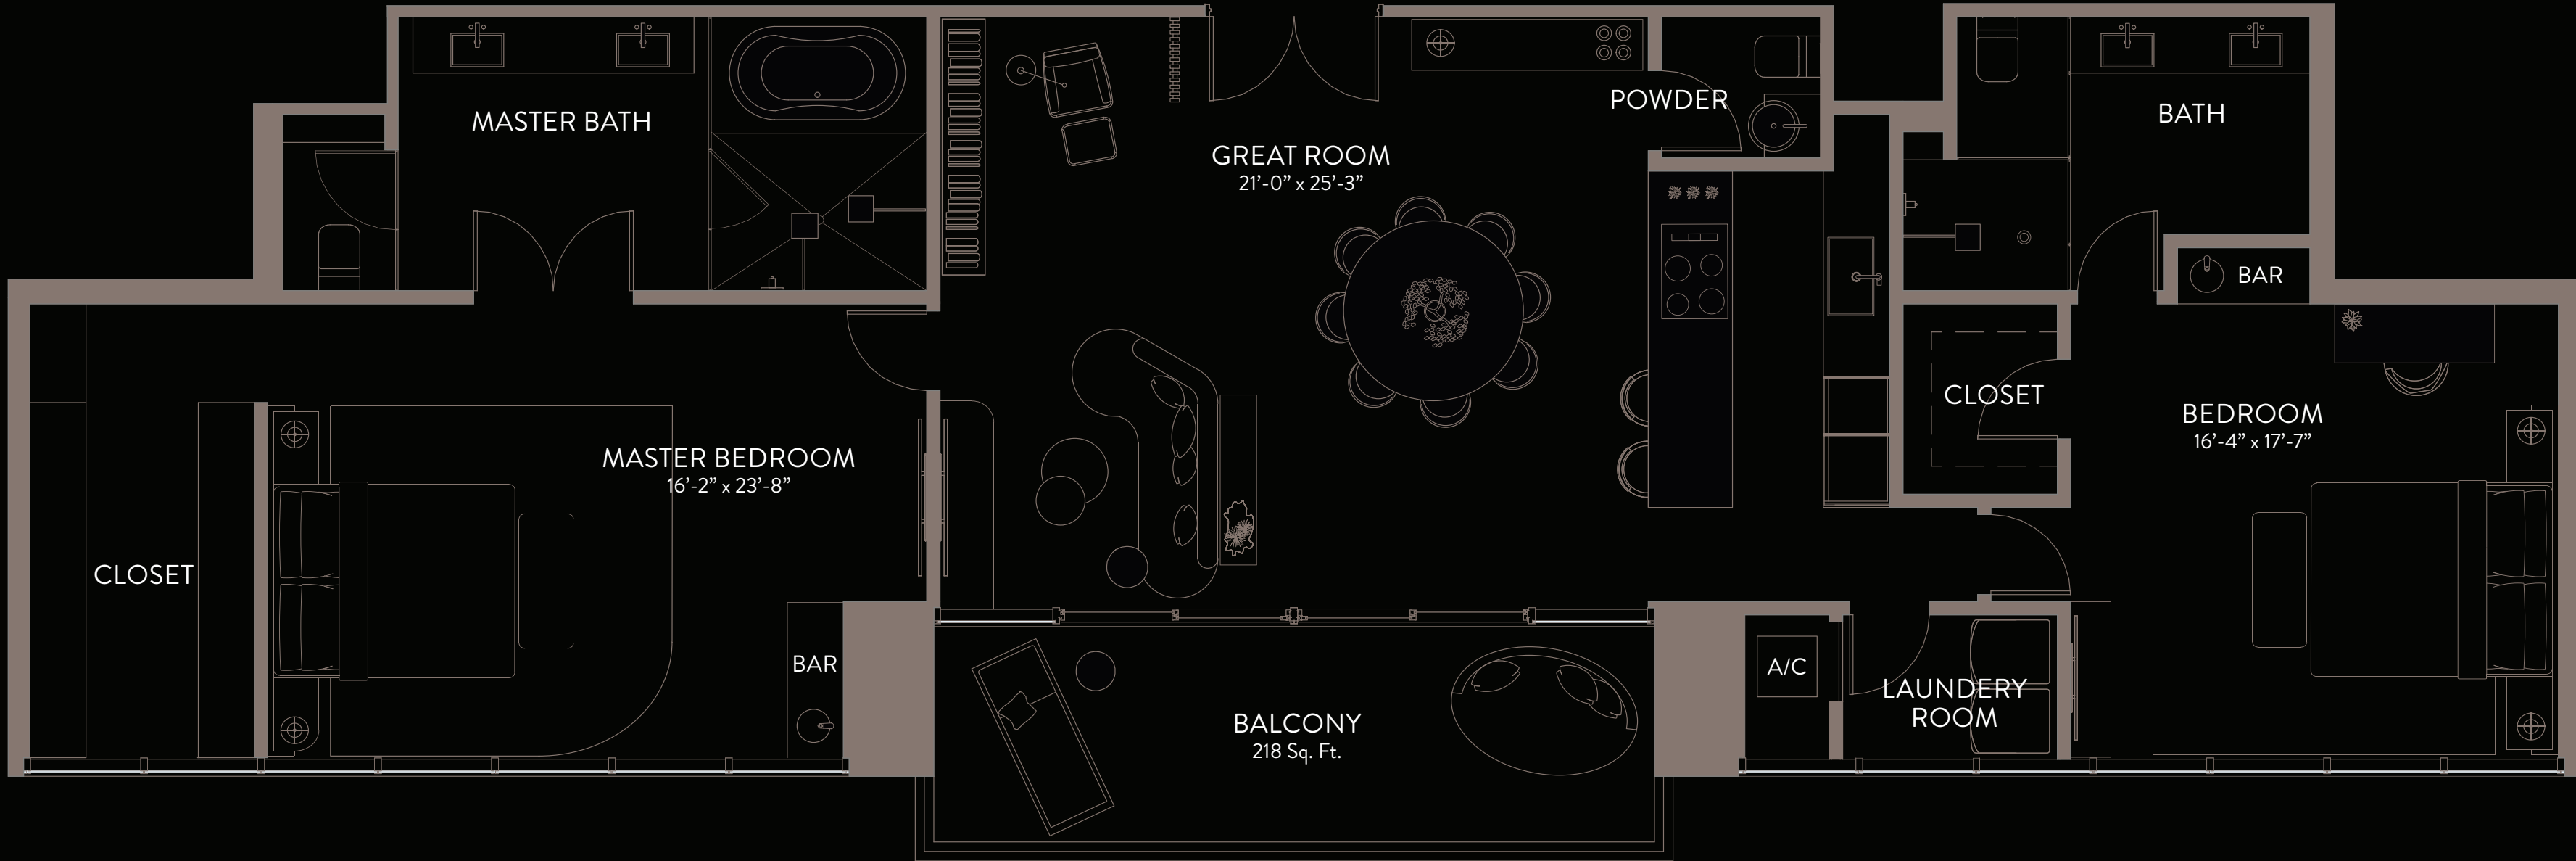 MASTER BATH
POWDER
BATH
GREAT ROOM
21’-0” x 25’-3”
BAR
CLOSET
BEDROOM
16’-4” x 17’-7”
MASTER BEDROOM
16’-2” x 23’-8”
CLOSET
BAR
A/C
LAUNDERY
ROOM
BALCONY
218 Sq. Ft.